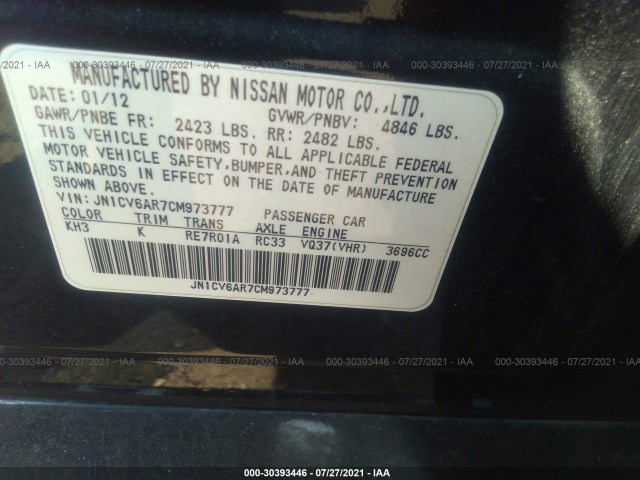 000-30393446 - 07/27/2021 - IAA
MANUFACTURED BY NISSAN MOTOR CO.,LTD.
DATE: 01/12 GVWR/PNBV: 4846 LBS.
GAWR/PNBE FR: 2423 LBS. RR: 2482 LBS.
THIS VEHICLE CONFORMS TO ALL APPLICABLE FEDERAL
MOTOR VEHICLE SAFETY, BUMPER, AND THEFT PREVENTION
STANDARDS IN EFFECT ON THE DATE OF MANUFACTURE
SHOWN ABOVE.
VIN: JN1CV6AR7CM973777 PASSENGER CAR
COLOR TRIM TRANS AXLE ENGINE
KH3 K RE7R01A RC33 VQ37(VHR) 3696CC
JN1CV6AR7CM973777
000-30393446 - 07/27/2021 - IAA
000-30393446 - 07/27/2021 - IAA